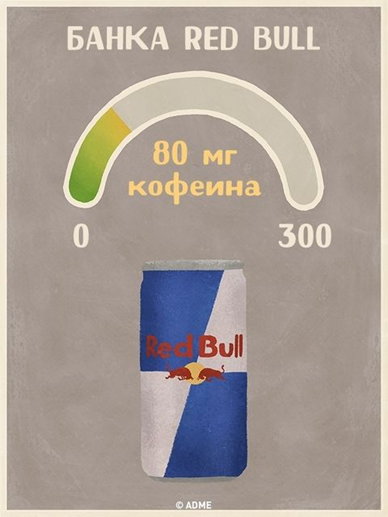 БАНКА RED BULL
80 мг
кофеина
0
300
Red Bull
© ADME